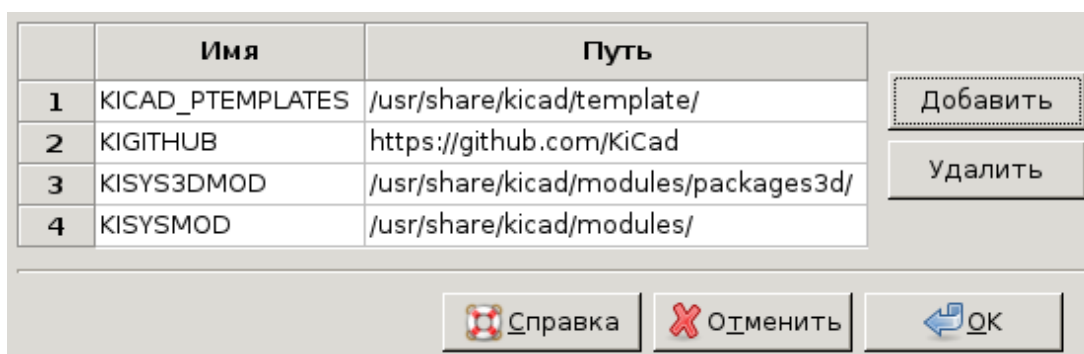 Имя Путь
1 KICAD_PTEMPLATES /usr/share/kicad/template/
Добавить
2 KIGITHUB https://github.com/KiCad
3 KISYS3DMOD /usr/share/kicad/modules/packages3d/
Удалить
4 KISYSMOD /usr/share/kicad/modules/
Справка Отменить OK